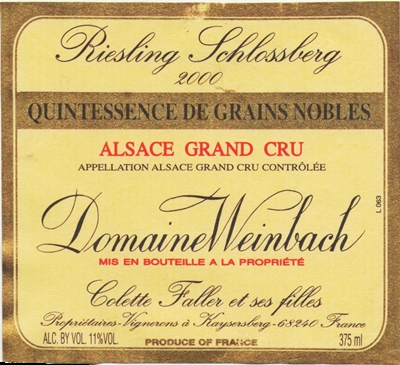 Riesling Schlossberg
2000
QUINTESSENCE DE GRAINS NOBLES
ALSACE GRAND CRU
APPELLATION ALSACE GRAND CRU CONTRÔLÉE
L 063
Domaine Weinbach
MIS EN BOUTEILLE A LA PROPRIÉTÉ
Colette Faller et ses filles
Propriétaires-Vignerons à Kaysersberg-68240 France
ALC. BY VOL. 11% VOL. PRODUCE OF FRANCE 375 ml